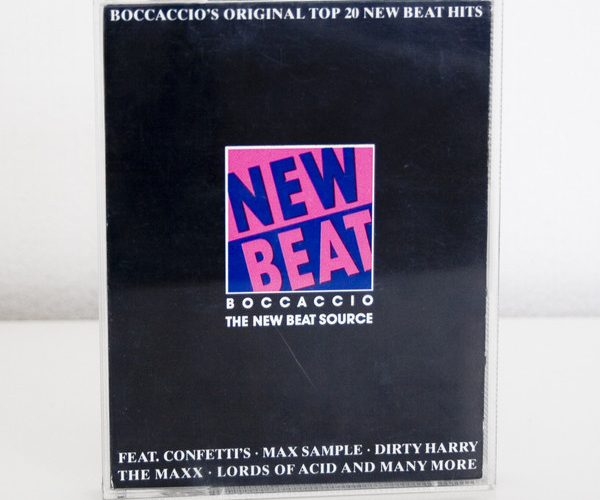 BOCCACCIO'S ORIGINAL TOP 20 NEW BEAT HITS
NEW
BEAT
BOCCACCIO
THE NEW BEAT SOURCE
FEAT. CONFETTI'S · MAX SAMPLE · DIRTY HARRY
THE MAXX · LORDS OF ACID AND MANY MORE